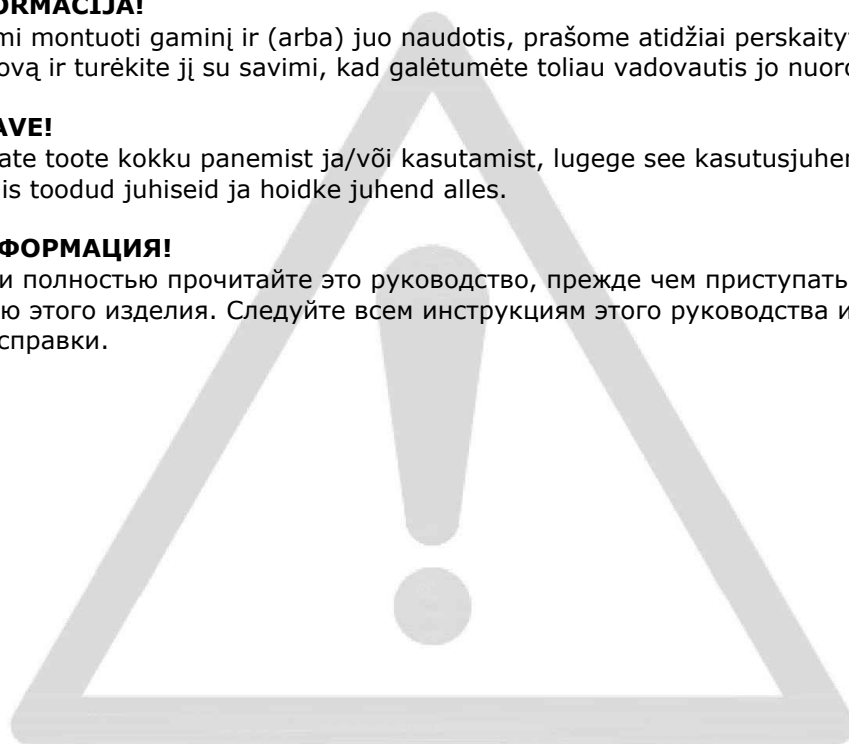 ORMACIJA!
mi montuoti gaminį ir (arba) juo naudotis, prašome atidžiai perskaity
ovą ir turėkite jį su savimi, kad galėtumėte toliau vadovautis jo nuoro
AVE!
ate toote kokku panemist ja/või kasutamist, lugege see kasutusjuhe
is toodud juhiseid ja hoidke juhend alles.
ФОРМАЦИЯ!
и полностью прочитайте это руководство, прежде чем приступать
ю этого изделия. Следуйте всем инструкциям этого руководства и
справки.